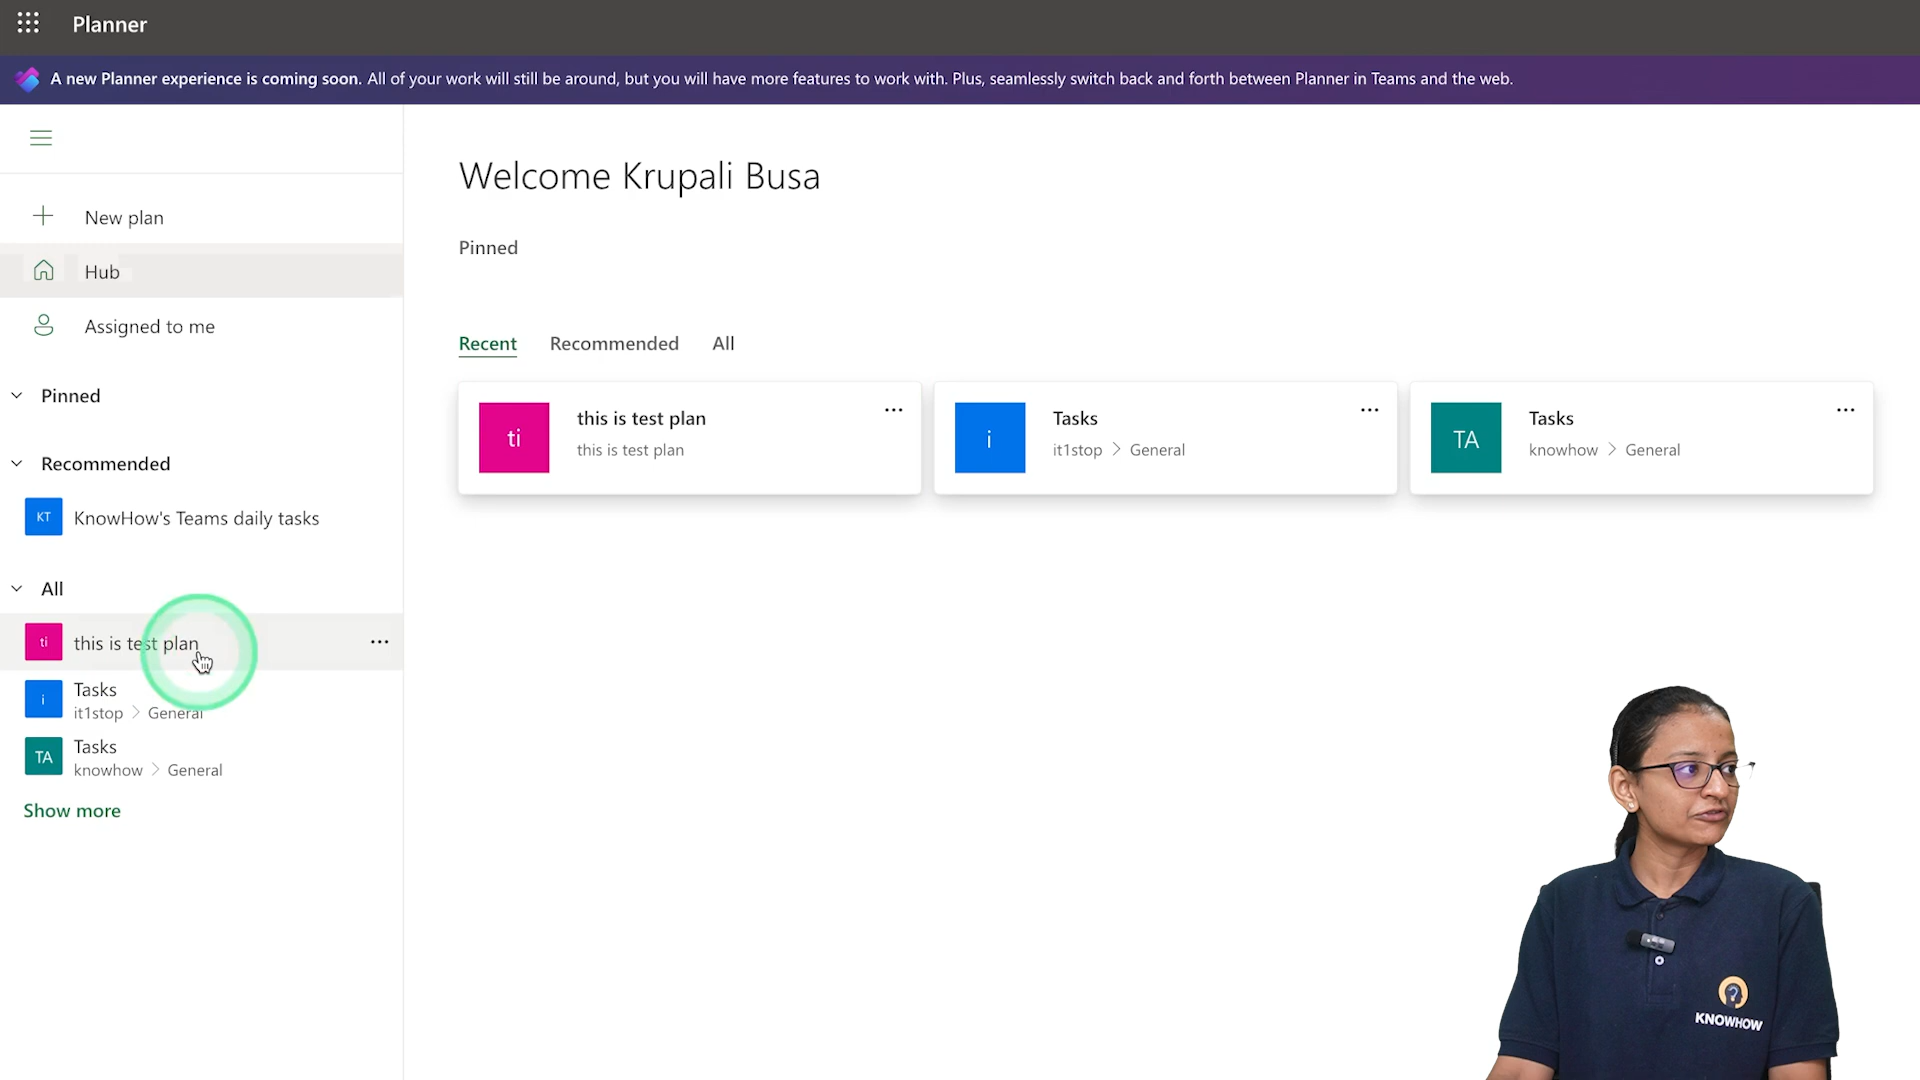 Planner
A new Planner experience is coming soon. All of your work will still be around, but you will have more features to work with. Plus, seamlessly switch back and forth between Planner in Teams and the web.
New plan
Hub
Assigned to me
Pinned
Recommended
KT KnowHow's Teams daily tasks
All
ti this is test plan
i Tasks
it1stop > General
TA Tasks
knowhow > General
Show more
Welcome Krupali Busa
Pinned
Recent Recommended All
ti this is test plan
this is test plan
i Tasks
it1stop > General
TA Tasks
knowhow > General
KNOWHOW